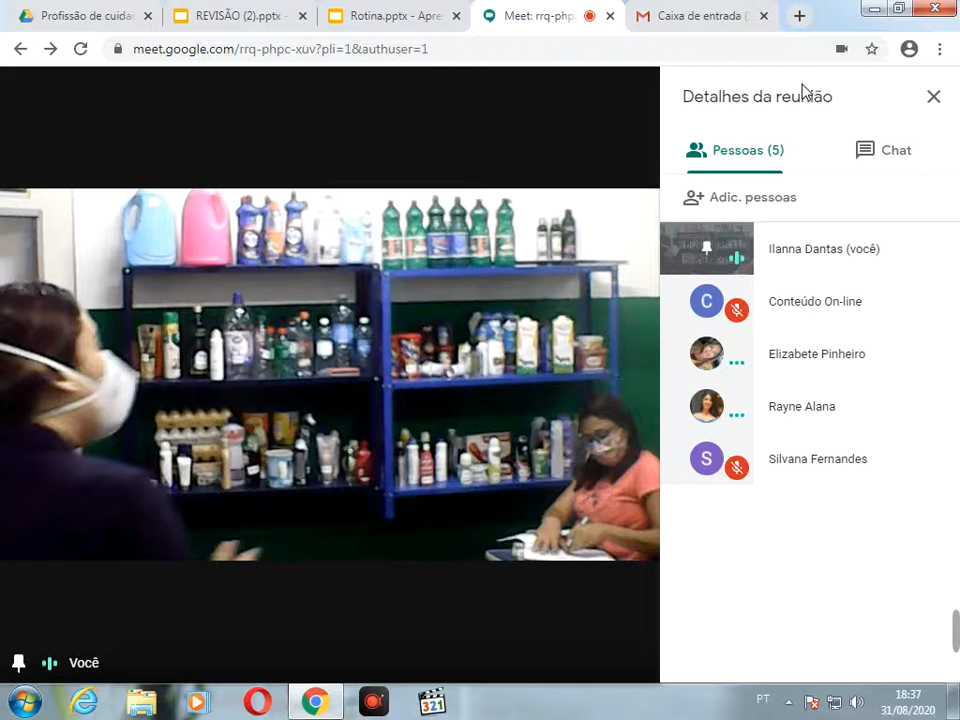 Profissão de cuidar
REVISÃO (2).pptx -
Rotina.pptx - Apre
Meet: rrq-php
Caixa de entrada (
meet.google.com/rrq-phpc-xuv?pli=1&authuser=1
Detalhes da reunião
Pessoas (5)
Chat
Adic. pessoas
Ilanna Dantas (você)
C
Conteúdo On-line
Elizabete Pinheiro
Rayne Alana
S
Silvana Fernandes
Você
321
PT
18:37
31/08/2020